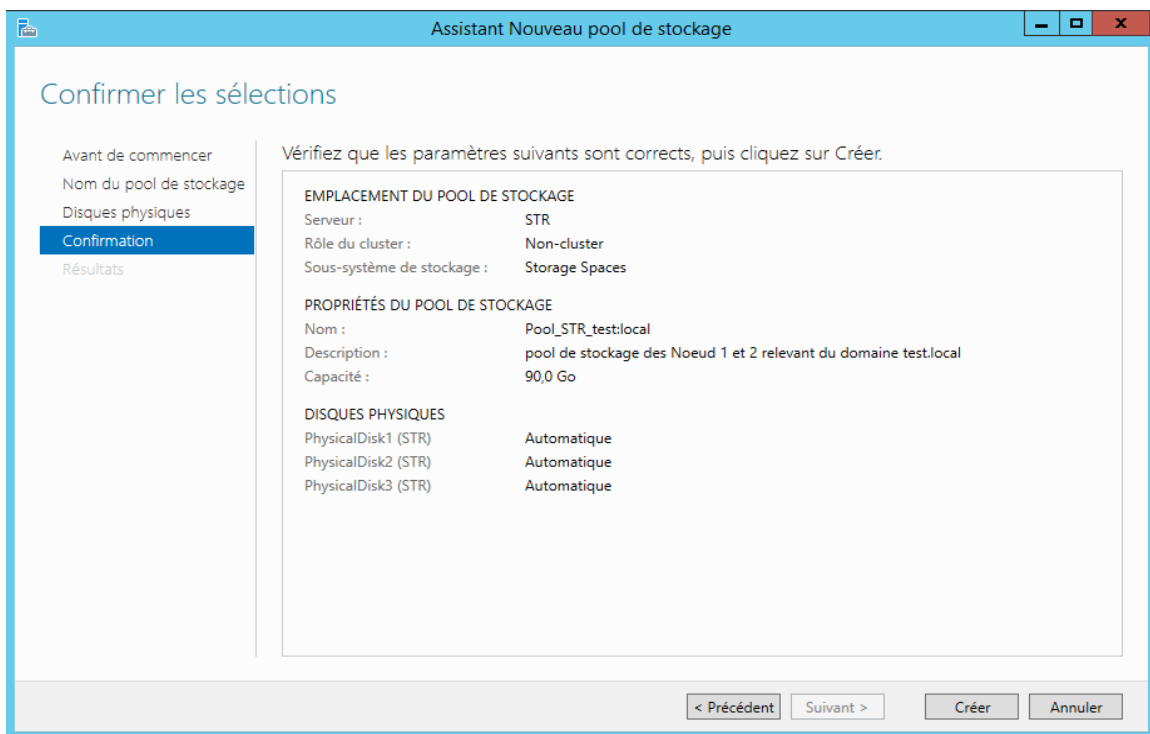 Assistant Nouveau pool de stockage
Confirmer les sélections
Avant de commencer
Nom du pool de stockage
Disques physiques
Confirmation
Résultats
Vérifiez que les paramètres suivants sont corrects, puis cliquez sur Créer.
EMPLACEMENT DU POOL DE STOCKAGE
Serveur : STR
Rôle du cluster : Non-cluster
Sous-système de stockage : Storage Spaces
PROPRIÉTÉS DU POOL DE STOCKAGE
Nom : Pool_STR_test:local
Description : pool de stockage des Noeud 1 et 2 relevant du domaine test.local
Capacité : 90,0 Go
DISQUES PHYSIQUES
PhysicalDisk1 (STR) Automatique
PhysicalDisk2 (STR) Automatique
PhysicalDisk3 (STR) Automatique
< Précédent Suivant > Créer Annuler